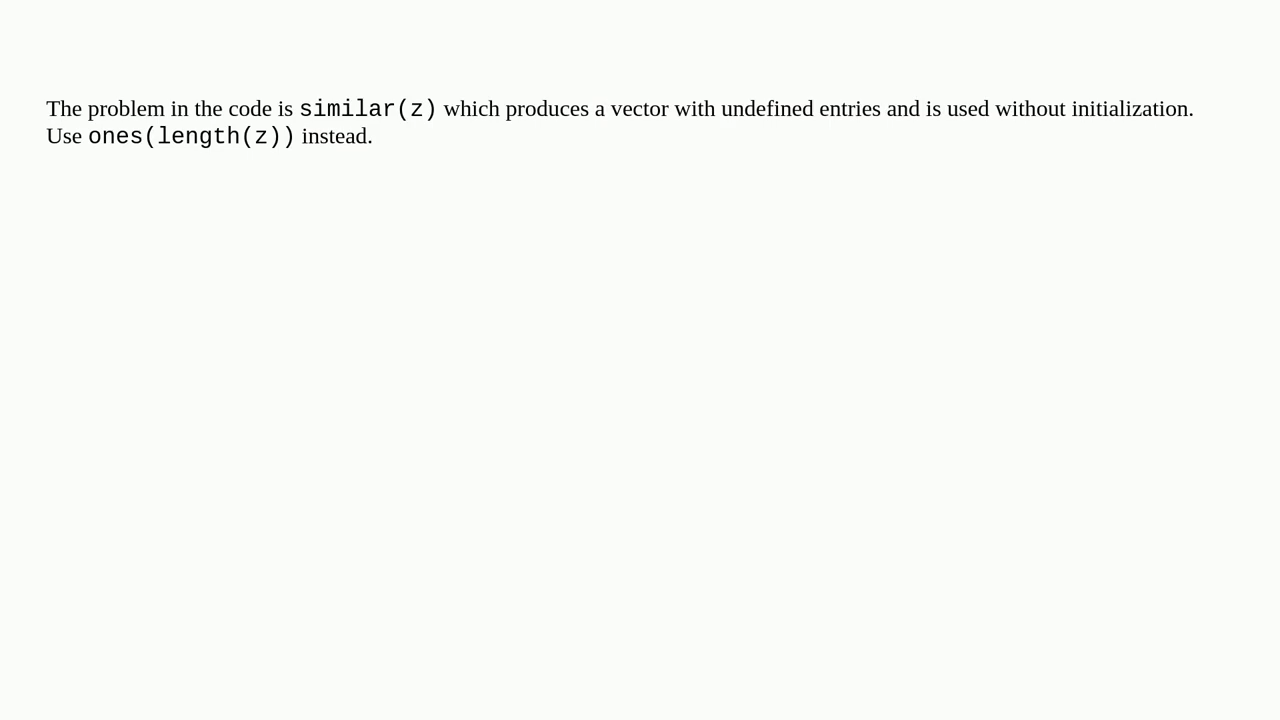 The problem in the code is similar(z) which produces a vector with undefined entries and is used without initialization.
Use ones(length(z)) instead.